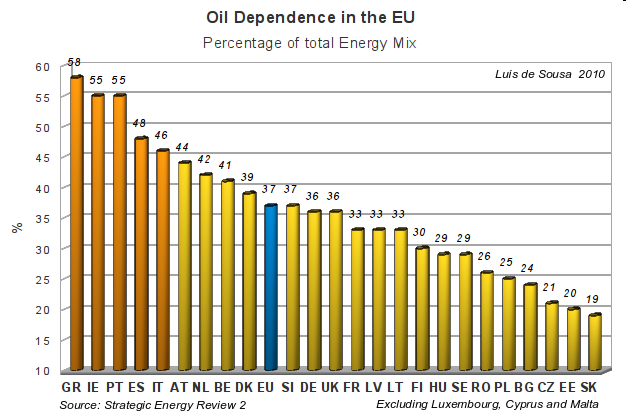 Oil Dependence in the EU
Percentage of total Energy Mix
Luis de Sousa 2010
%
60
55
50
45
40
35
30
25
20
15
10
58 55 55 48 46 44 42 41 39 37 37 36 36 33 33 33 30 29 29 26 25 24 21 20 19
GR IE PT ES IT AT NL BE DK EU SI DE UK FR LV LT FI HU SE RO PL BG CZ EE SK
Source: Strategic Energy Review 2
Excluding Luxembourg, Cyprus and Malta